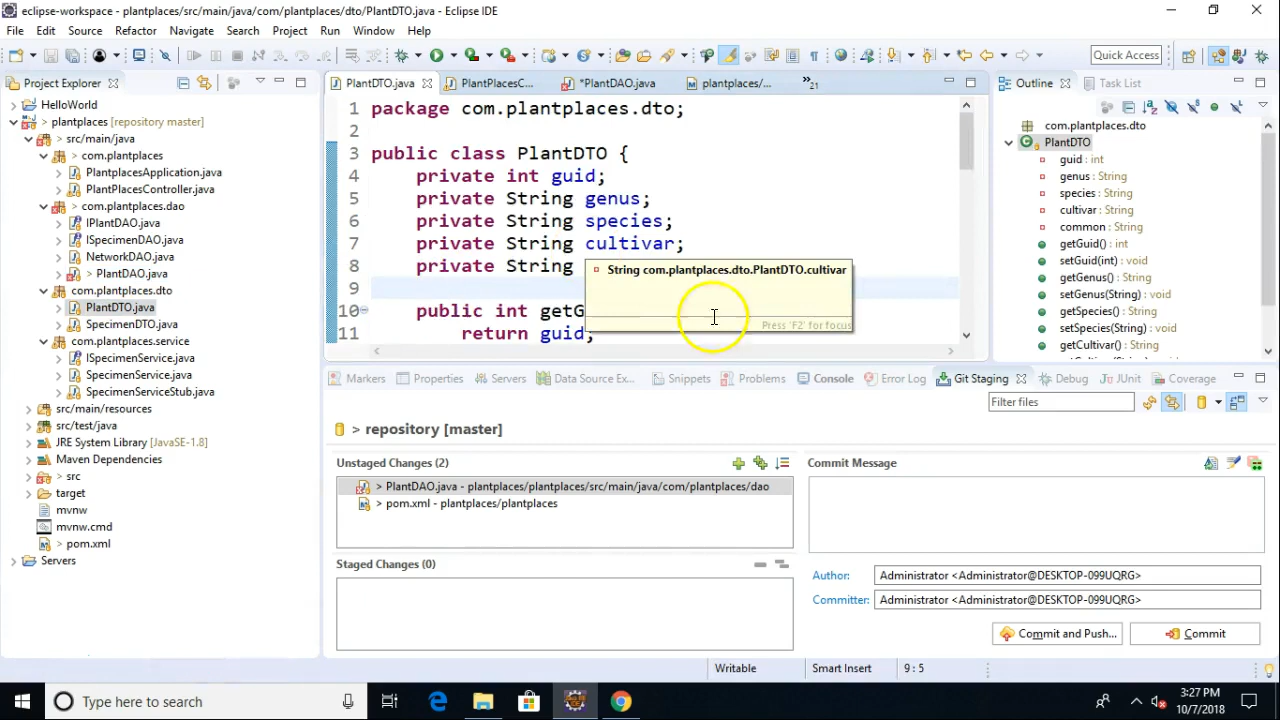 eclipse-workspace - plantplaces/src/main/java/com/plantplaces/dto/PlantDTO.java - Eclipse IDE
File Edit Source Refactor Navigate Search Project Run Window Help
Quick Access
Project Explorer
HelloWorld
plantplaces [repository master]
src/main/java
com.plantplaces
PlantplacesApplication.java
PlantPlacesController.java
com.plantplaces.dao
IPlantDAO.java
ISpecimenDAO.java
NetworkDAO.java
> PlantDAO.java
com.plantplaces.dto
PlantDTO.java
SpecimenDTO.java
com.plantplaces.service
ISpecimenService.java
SpecimenService.java
SpecimenServiceStub.java
src/main/resources
src/test/java
JRE System Library [JavaSE-1.8]
Maven Dependencies
> src
target
mvnw
mvnw.cmd
> pom.xml
Servers
PlantDTO.java PlantPlacesC... *PlantDAO.java plantplaces/... »21
1 package com.plantplaces.dto;
2
3 public class PlantDTO {
4 private int guid;
5 private String genus;
6 private String species;
7 private String cultivar;
8 private String
9
10 public int getG
11 return guid;
String com.plantplaces.dto.PlantDTO.cultivar
Press 'F2' for focus
Outline Task List
com.plantplaces.dto
PlantDTO
guid : int
genus : String
species : String
cultivar : String
common : String
getGuid() : int
setGuid(int) : void
getGenus() : String
setGenus(String) : void
getSpecies() : String
setSpecies(String) : void
getCultivar() : String
Markers Properties Servers Data Source Ex... Snippets Problems Console Error Log Git Staging Debug JUnit Coverage
Filter files
> repository [master]
Unstaged Changes (2)
> PlantDAO.java - plantplaces/plantplaces/src/main/java/com/plantplaces/dao
> pom.xml - plantplaces/plantplaces
Staged Changes (0)
Commit Message
Author: Administrator <Administrator@DESKTOP-099UQRG>
Committer: Administrator <Administrator@DESKTOP-099UQRG>
Commit and Push... Commit
Writable Smart Insert 9 : 5
Type here to search
3:27 PM
10/7/2018